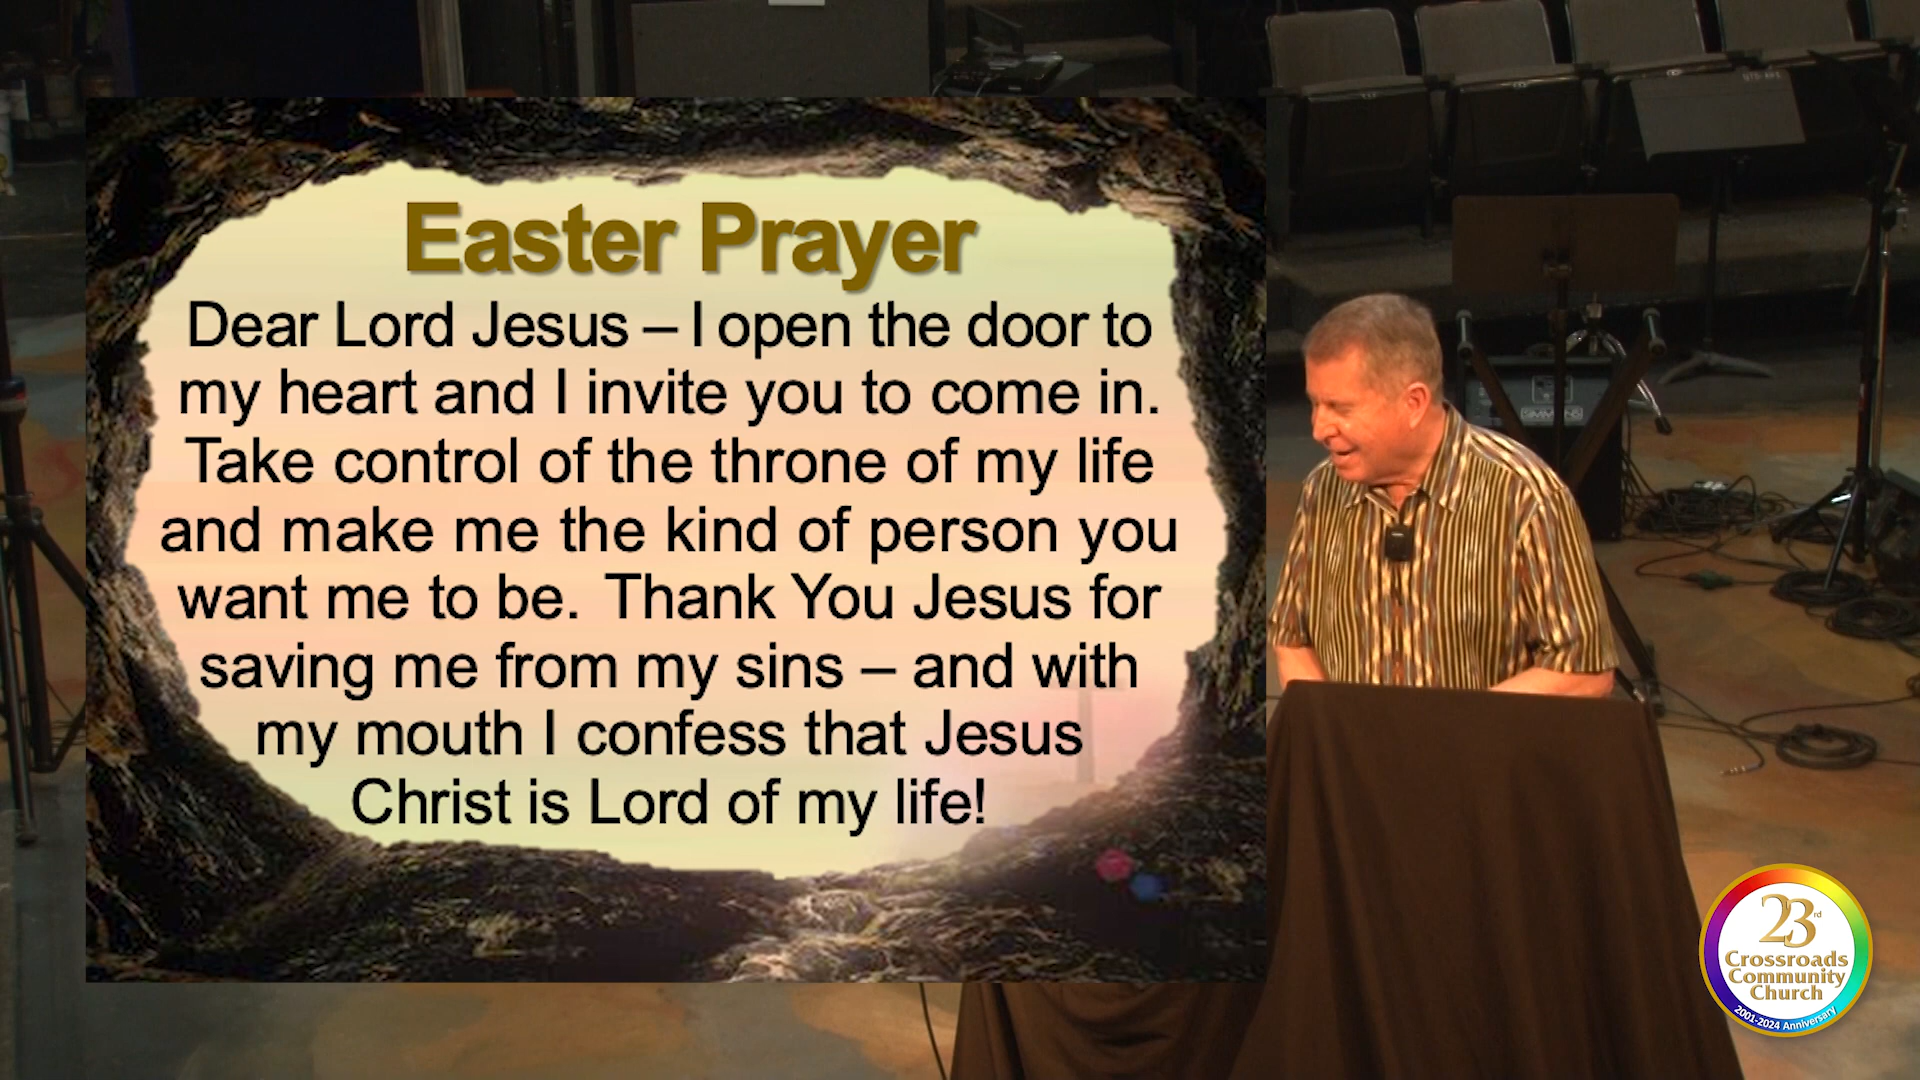 Easter Prayer
Dear Lord Jesus – I open the door to
my heart and I invite you to come in.
Take control of the throne of my life
and make me the kind of person you
want me to be. Thank You Jesus for
saving me from my sins – and with
my mouth I confess that Jesus
Christ is Lord of my life!
SIMMONS
23rd
Crossroads
Community
Church
2001-2024 Anniversary